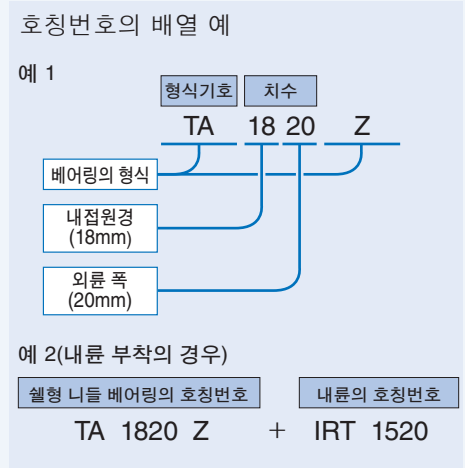 호칭번호의 배열 예
예 1
형식기호 치수
TA 18 20 Z
베어링의 형식
내접원경
(18mm)
외륜 폭
(20mm)
예 2(내륜 부착의 경우)
쉘형 니들 베어링의 호칭번호 내륜의 호칭번호
TA 1820 Z + IRT 1520